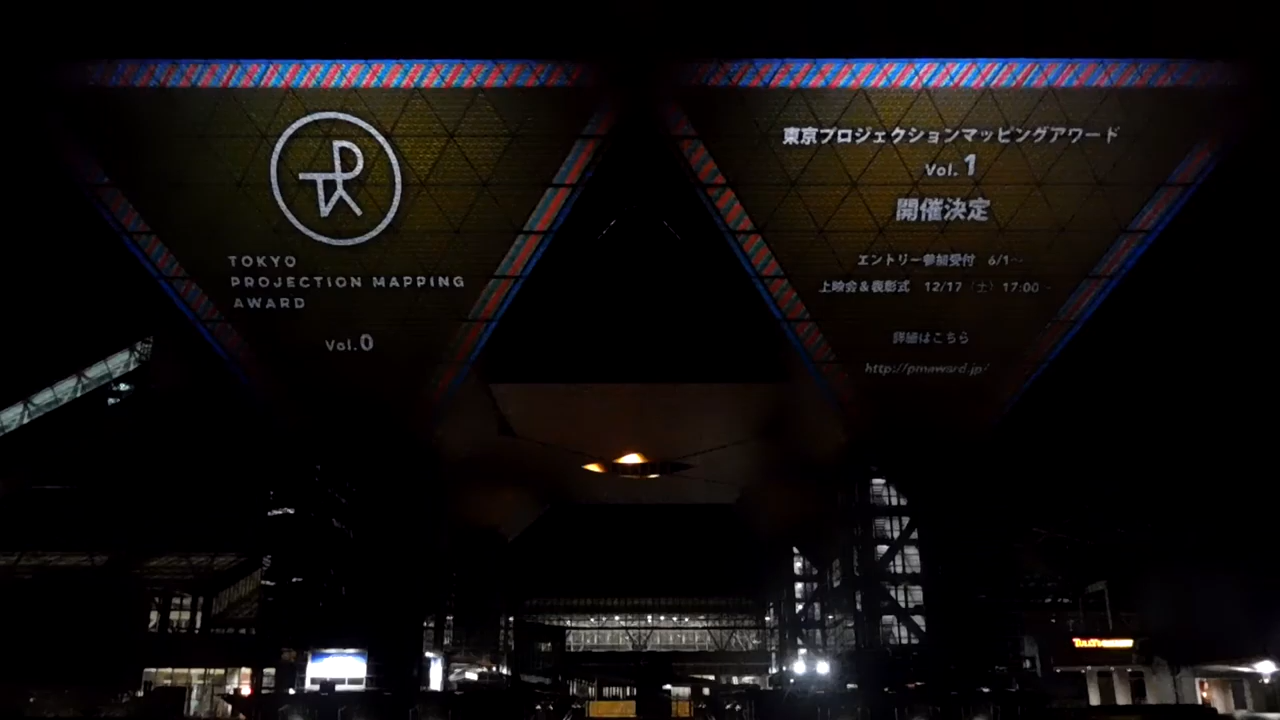 TOKYO
PROJECTION MAPPING
AWARD
Vol.0
東京プロジェクションマッピングアワード
Vol.1
開催決定
エントリー参加受付 6/1〜
上映会&表彰式 12/17（土）17:00〜
詳細はこちら
http://pmaward.jp/
TULLY'S